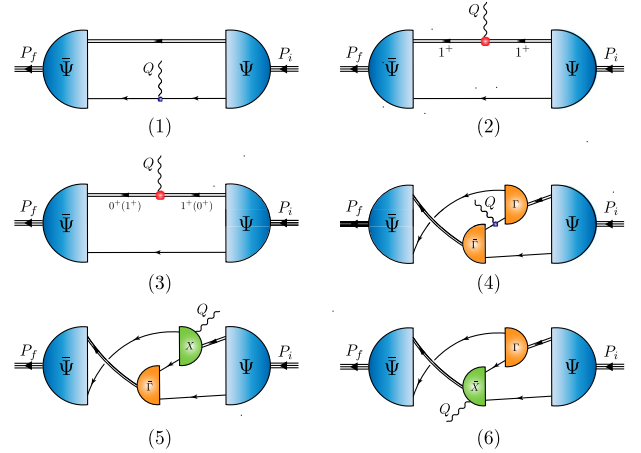 P_f Ψ̄ Q Ψ P_i
(1)
P_f Ψ̄ Q 1⁺ 1⁺ Ψ P_i
(2)
P_f Ψ̄ Q 0⁺(1⁺) 1⁺(0⁺) Ψ P_i
(3)
P_f Ψ̄ Q Γ Γ̄ Ψ P_i
(4)
P_f Ψ̄ Q X Γ̄ Ψ P_i
(5)
P_f Ψ̄ Q Γ X̄ Ψ P_i
(6)